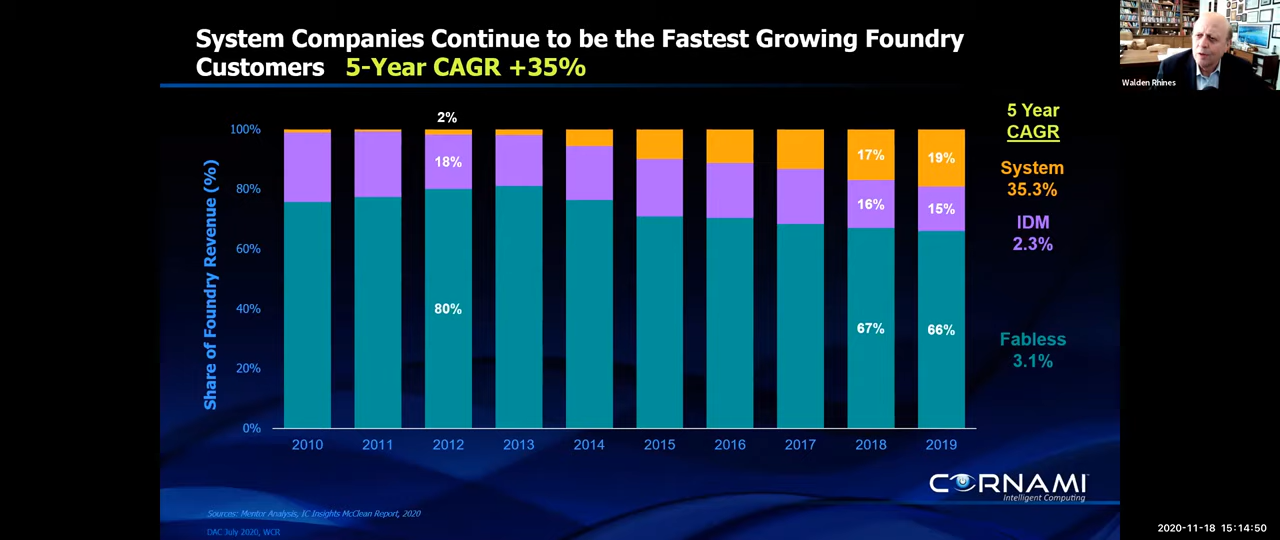 System Companies Continue to be the Fastest Growing Foundry
Customers 5-Year CAGR +35%
Walden Rhines
5 Year
CAGR
System
35.3%
IDM
2.3%
Fabless
3.1%
Share of Foundry Revenue (%)
100%
80%
60%
40%
20%
0%
2%
18%
80%
17%
16%
67%
19%
15%
66%
2010 2011 2012 2013 2014 2015 2016 2017 2018 2019
CORNAMI
Intelligent Computing
Sources: Mentor Analysis, IC Insights McClean Report, 2020
DAC July 2020, WCR
2020-11-18 15:14:50